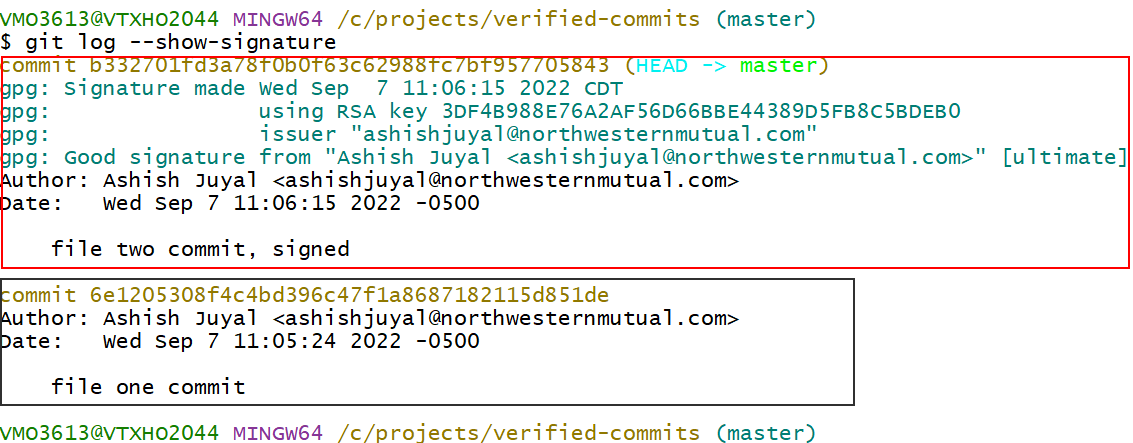 VMO3613@VTXHO2044 MINGW64 /c/projects/verified-commits (master)
$ git log --show-signature
commit b332701fd3a78f0b0f63c62988fc7bf957705843 (HEAD -> master)
gpg: Signature made Wed Sep  7 11:06:15 2022 CDT
gpg:                using RSA key 3DF4B988E76A2AF56D66BBE44389D5FB8C5BDEB0
gpg:                issuer "ashishjuyal@northwesternmutual.com"
gpg: Good signature from "Ashish Juyal <ashishjuyal@northwesternmutual.com>" [ultimate]
Author: Ashish Juyal <ashishjuyal@northwesternmutual.com>
Date:   Wed Sep 7 11:06:15 2022 -0500
    file two commit, signed
commit 6e1205308f4c4bd396c47f1a8687182115d851de
Author: Ashish Juyal <ashishjuyal@northwesternmutual.com>
Date:   Wed Sep 7 11:05:24 2022 -0500
    file one commit
VMO3613@VTXHO2044 MINGW64 /c/projects/verified-commits (master)